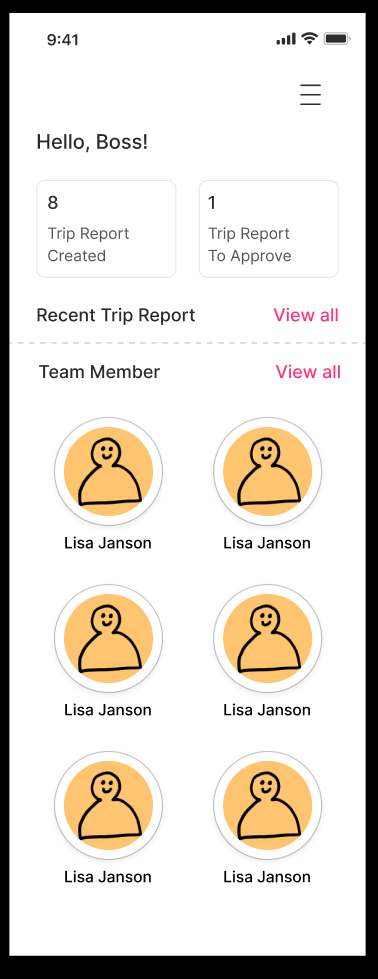 9:41
Hello, Boss!
8
Trip Report
Created
1
Trip Report
To Approve
Recent Trip Report
View all
Team Member
View all
Lisa Janson
Lisa Janson
Lisa Janson
Lisa Janson
Lisa Janson
Lisa Janson